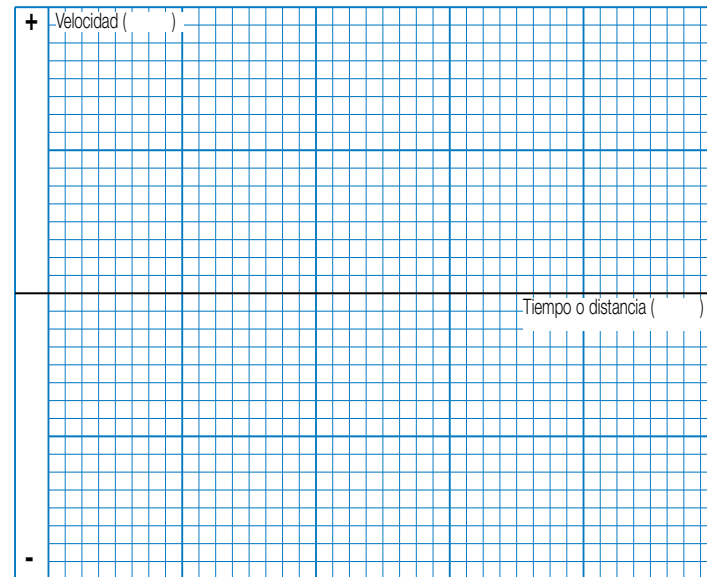 + Velocidad ( )
Tiempo o distancia ( )
-